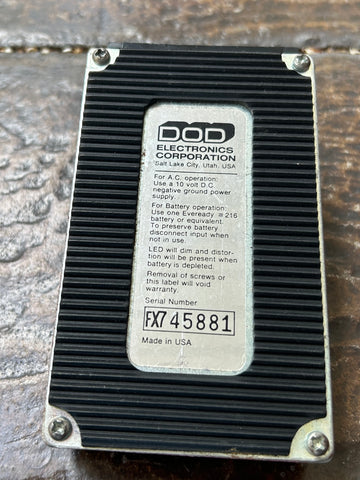 DOD
ELECTRONICS
CORPORATION
Salt Lake City, Utah, USA
For A.C. operation:
Use a 10 volt D.C.
negative ground power
supply.
For Battery operation:
Use one Eveready #216
battery or equivalent.
To preserve battery
disconnect input when
not in use.
LED will dim and distor-
tion will be present when
battery is depleted.
Removal of screws or
this label will void
warranty.
Serial Number
FX745881
Made in USA